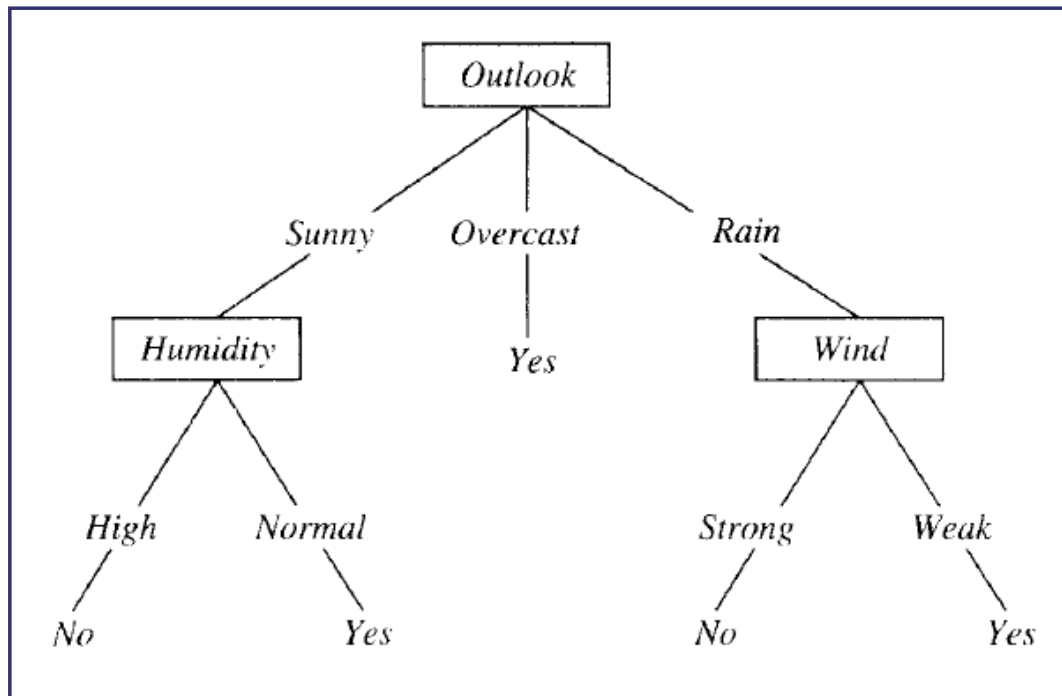 Outlook
Sunny Overcast Rain
Humidity Yes Wind
High Normal Strong Weak
No Yes No Yes